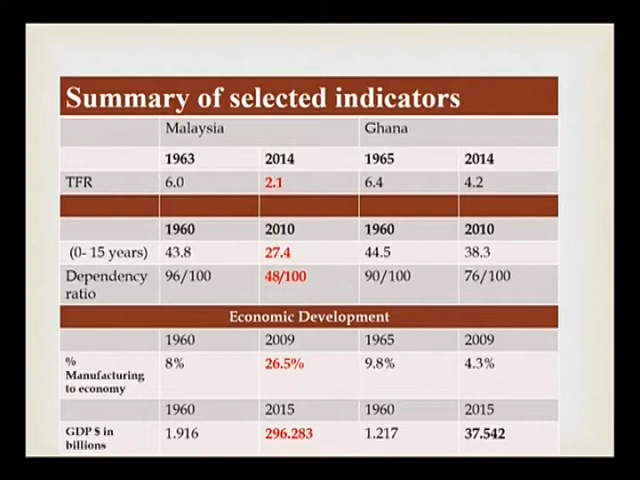 Summary of selected indicators
Malaysia Ghana
1963 2014 1965 2014
TFR 6.0 2.1 6.4 4.2
1960 2010 1960 2010
(0- 15 years) 43.8 27.4 44.5 38.3
Dependency 96/100 48/100 90/100 76/100
ratio
Economic Development
1960 2009 1965 2009
% 8% 26.5% 9.8% 4.3%
Manufacturing
to economy
1960 2015 1960 2015
GDP $ in 1.916 296.283 1.217 37.542
billions